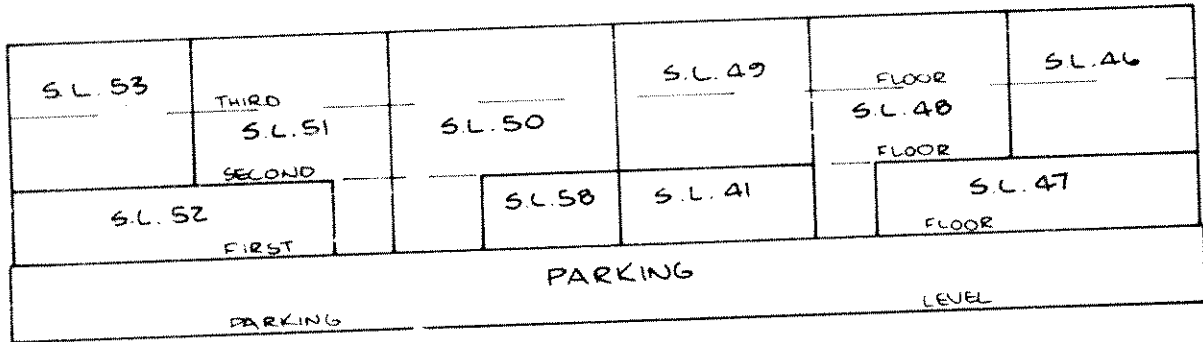 S.L. 53
THIRD
S.L. 51
SECOND
S.L. 50
S.L. 49
FLOOR
S.L. 48
FLOOR
S.L. 46
S.L. 52
FIRST
S.L. 58
S.L. 41
S.L. 47
FLOOR
PARKING
PARKING
LEVEL